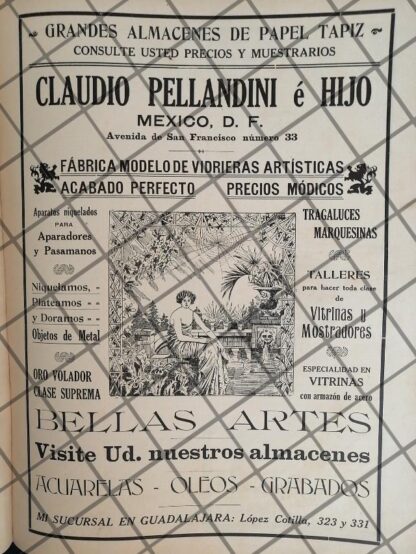 GRANDES ALMACENES DE PAPEL TAPIZ
CONSULTE USTED PRECIOS Y MUESTRARIOS
CLAUDIO PELLANDINI é HIJO
MEXICO, D. F.
Avenida de San Francisco número 33
FÁBRICA MODELO DE VIDRIERAS ARTÍSTICAS
ACABADO PERFECTO PRECIOS MÓDICOS
Aparatos niquelados
PARA
Aparadores
y Pasamanos
Niquelamos,
Plateamos
y Doramos
Objetos de Metal
ORO VOLADOR
CLASE SUPREMA
TRAGALUCES
MARQUESINAS
TALLERES
para hacer toda clase
de
Vitrinas y
Mostradores
ESPECIALIDAD EN
VITRINAS
con armazón de acero
BELLAS ARTES
Visite Ud. nuestros almacenes
ACUARELAS - OLEOS - GRABADOS
MI SUCURSAL EN GUADALAJARA: López Cotilla, 323 y 331